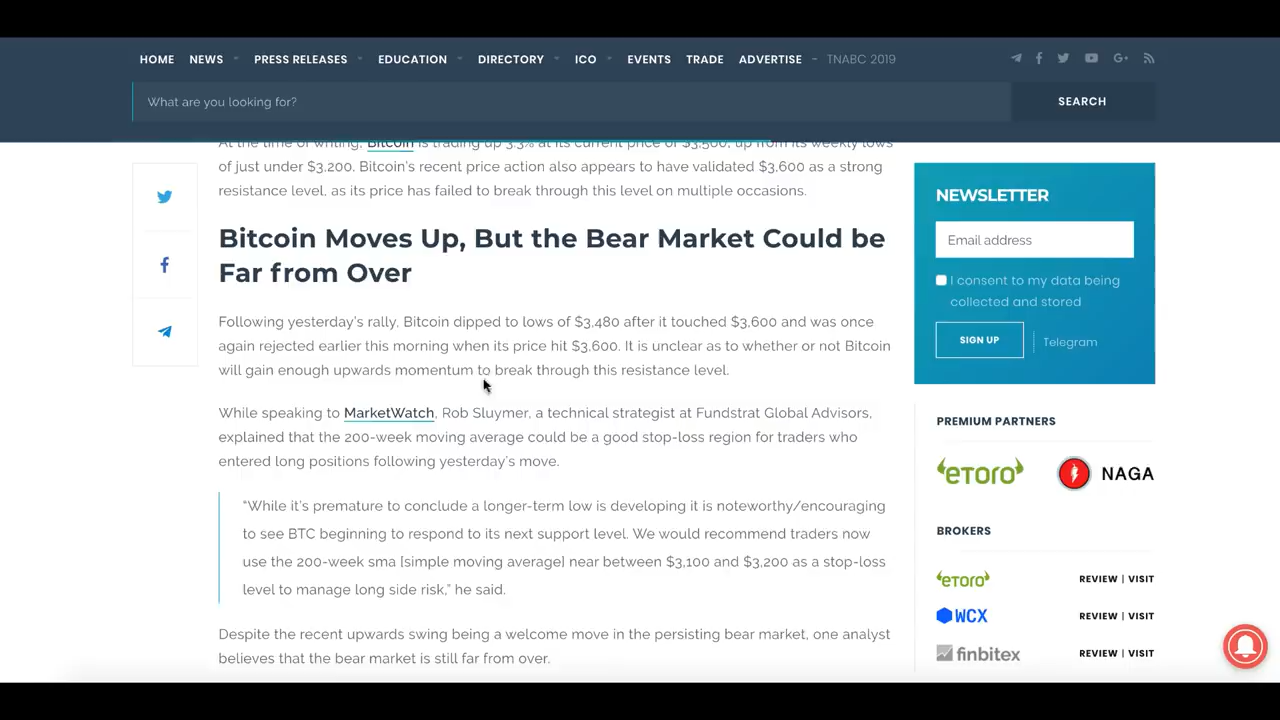 HOME NEWS PRESS RELEASES EDUCATION DIRECTORY ICO EVENTS TRADE ADVERTISE - TNABC 2019
What are you looking for?
SEARCH
At the time of writing, Bitcoin is trading up 3.3% at its current price of $3,500, up from its weekly lows
of just under $3,200. Bitcoin's recent price action also appears to have validated $3,600 as a strong
resistance level, as its price has failed to break through this level on multiple occasions.
Bitcoin Moves Up, But the Bear Market Could be
Far from Over
Following yesterday's rally, Bitcoin dipped to lows of $3,480 after it touched $3,600 and was once
again rejected earlier this morning when its price hit $3,600. It is unclear as to whether or not Bitcoin
will gain enough upwards momentum to break through this resistance level.
While speaking to MarketWatch, Rob Sluymer, a technical strategist at Fundstrat Global Advisors,
explained that the 200-week moving average could be a good stop-loss region for traders who
entered long positions following yesterday's move.
“While it's premature to conclude a longer-term low is developing it is noteworthy/encouraging
to see BTC beginning to respond to its next support level. We would recommend traders now
use the 200-week sma [simple moving average] near between $3,100 and $3,200 as a stop-loss
level to manage long side risk,” he said.
Despite the recent upwards swing being a welcome move in the persisting bear market, one analyst
believes that the bear market is still far from over.
NEWSLETTER
Email address
I consent to my data being
collected and stored
SIGN UP
Telegram
PREMIUM PARTNERS
eToro
NAGA
BROKERS
eToro REVIEW | VISIT
WCX REVIEW | VISIT
finbitex REVIEW | VISIT